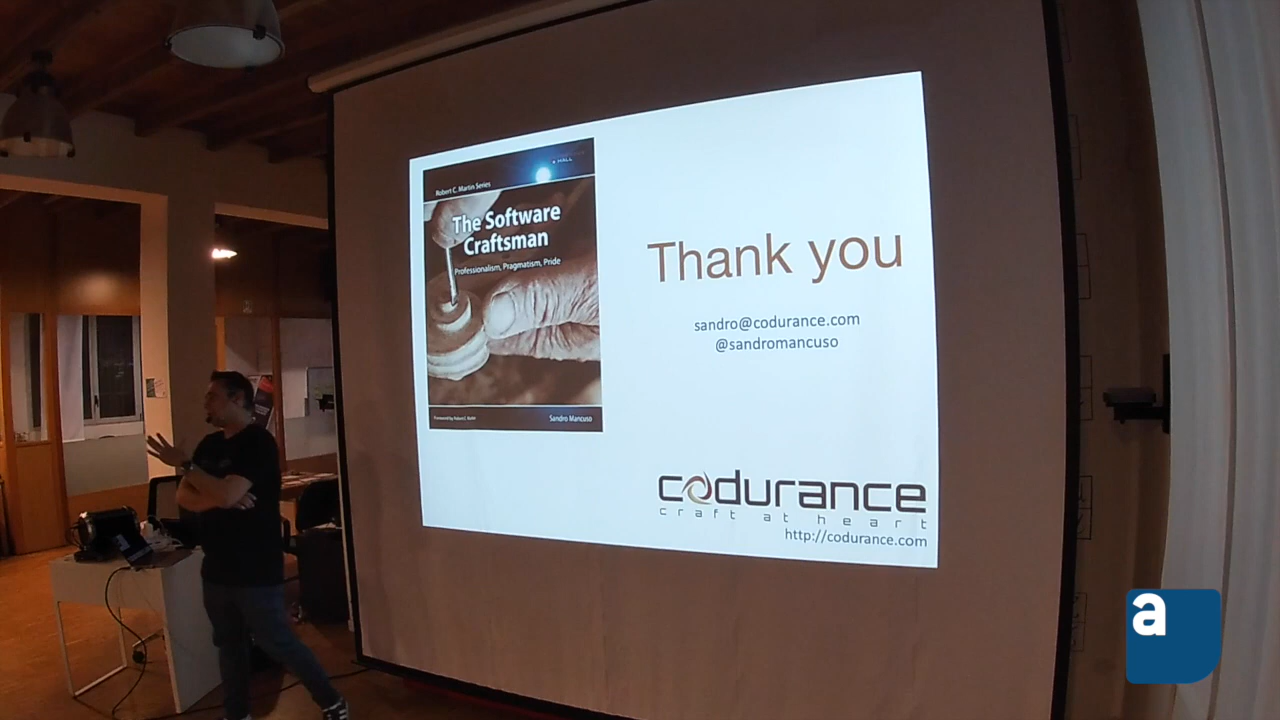 Robert C. Martin Series
The Software
Craftsman
Professionalism, Pragmatism, Pride
Sandro Mancuso
Thank you
sandro@codurance.com
@sandromancuso
codurance
craft at heart
http://codurance.com
a